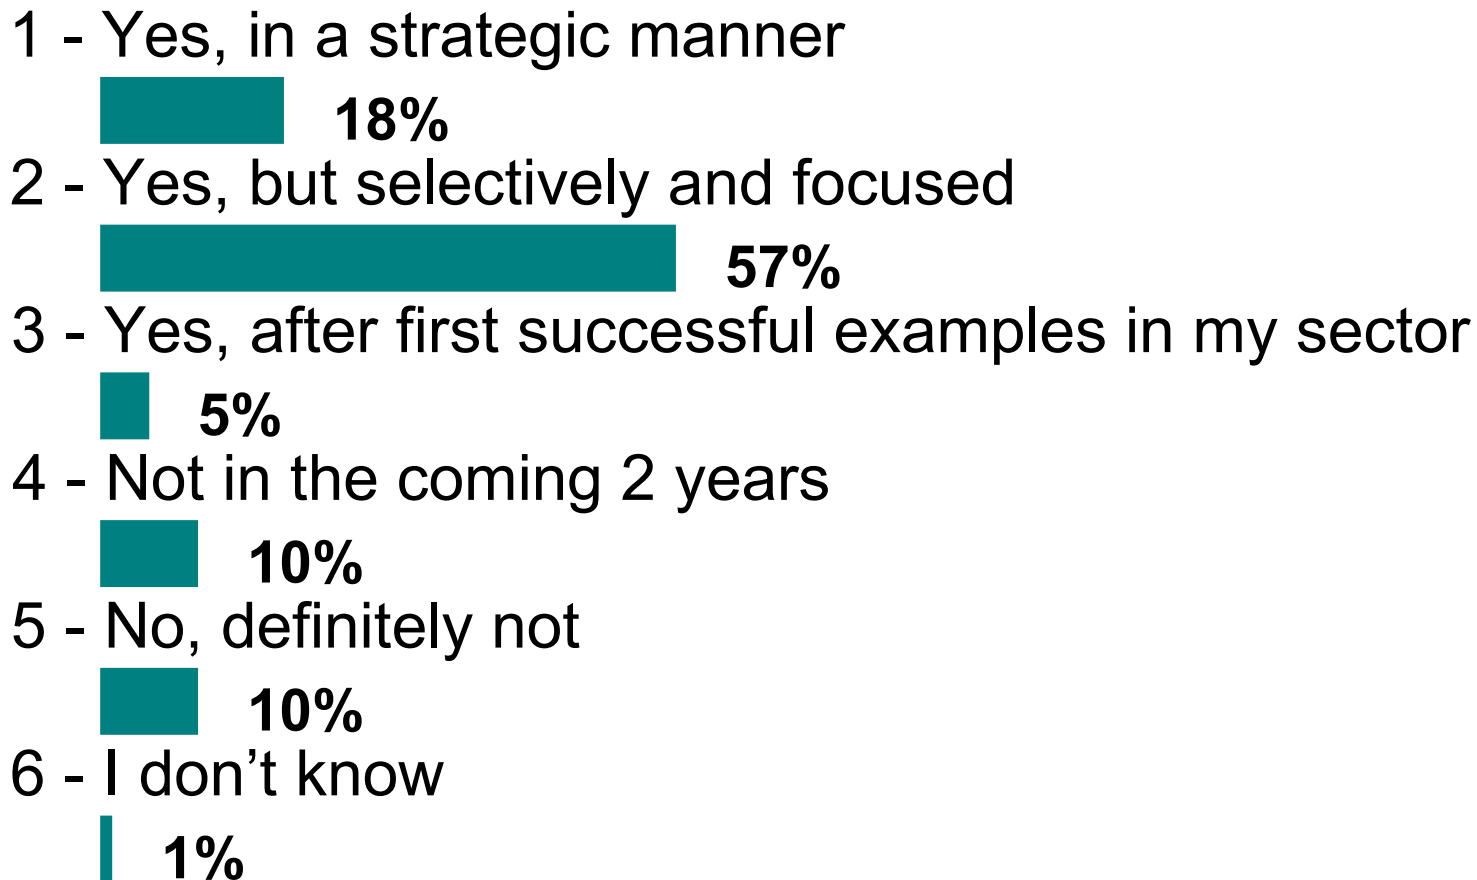 1 - Yes, in a strategic manner
18%
2 - Yes, but selectively and focused
57%
3 - Yes, after first successful examples in my sector
5%
4 - Not in the coming 2 years
10%
5 - No, definitely not
10%
6 - I don’t know
1%